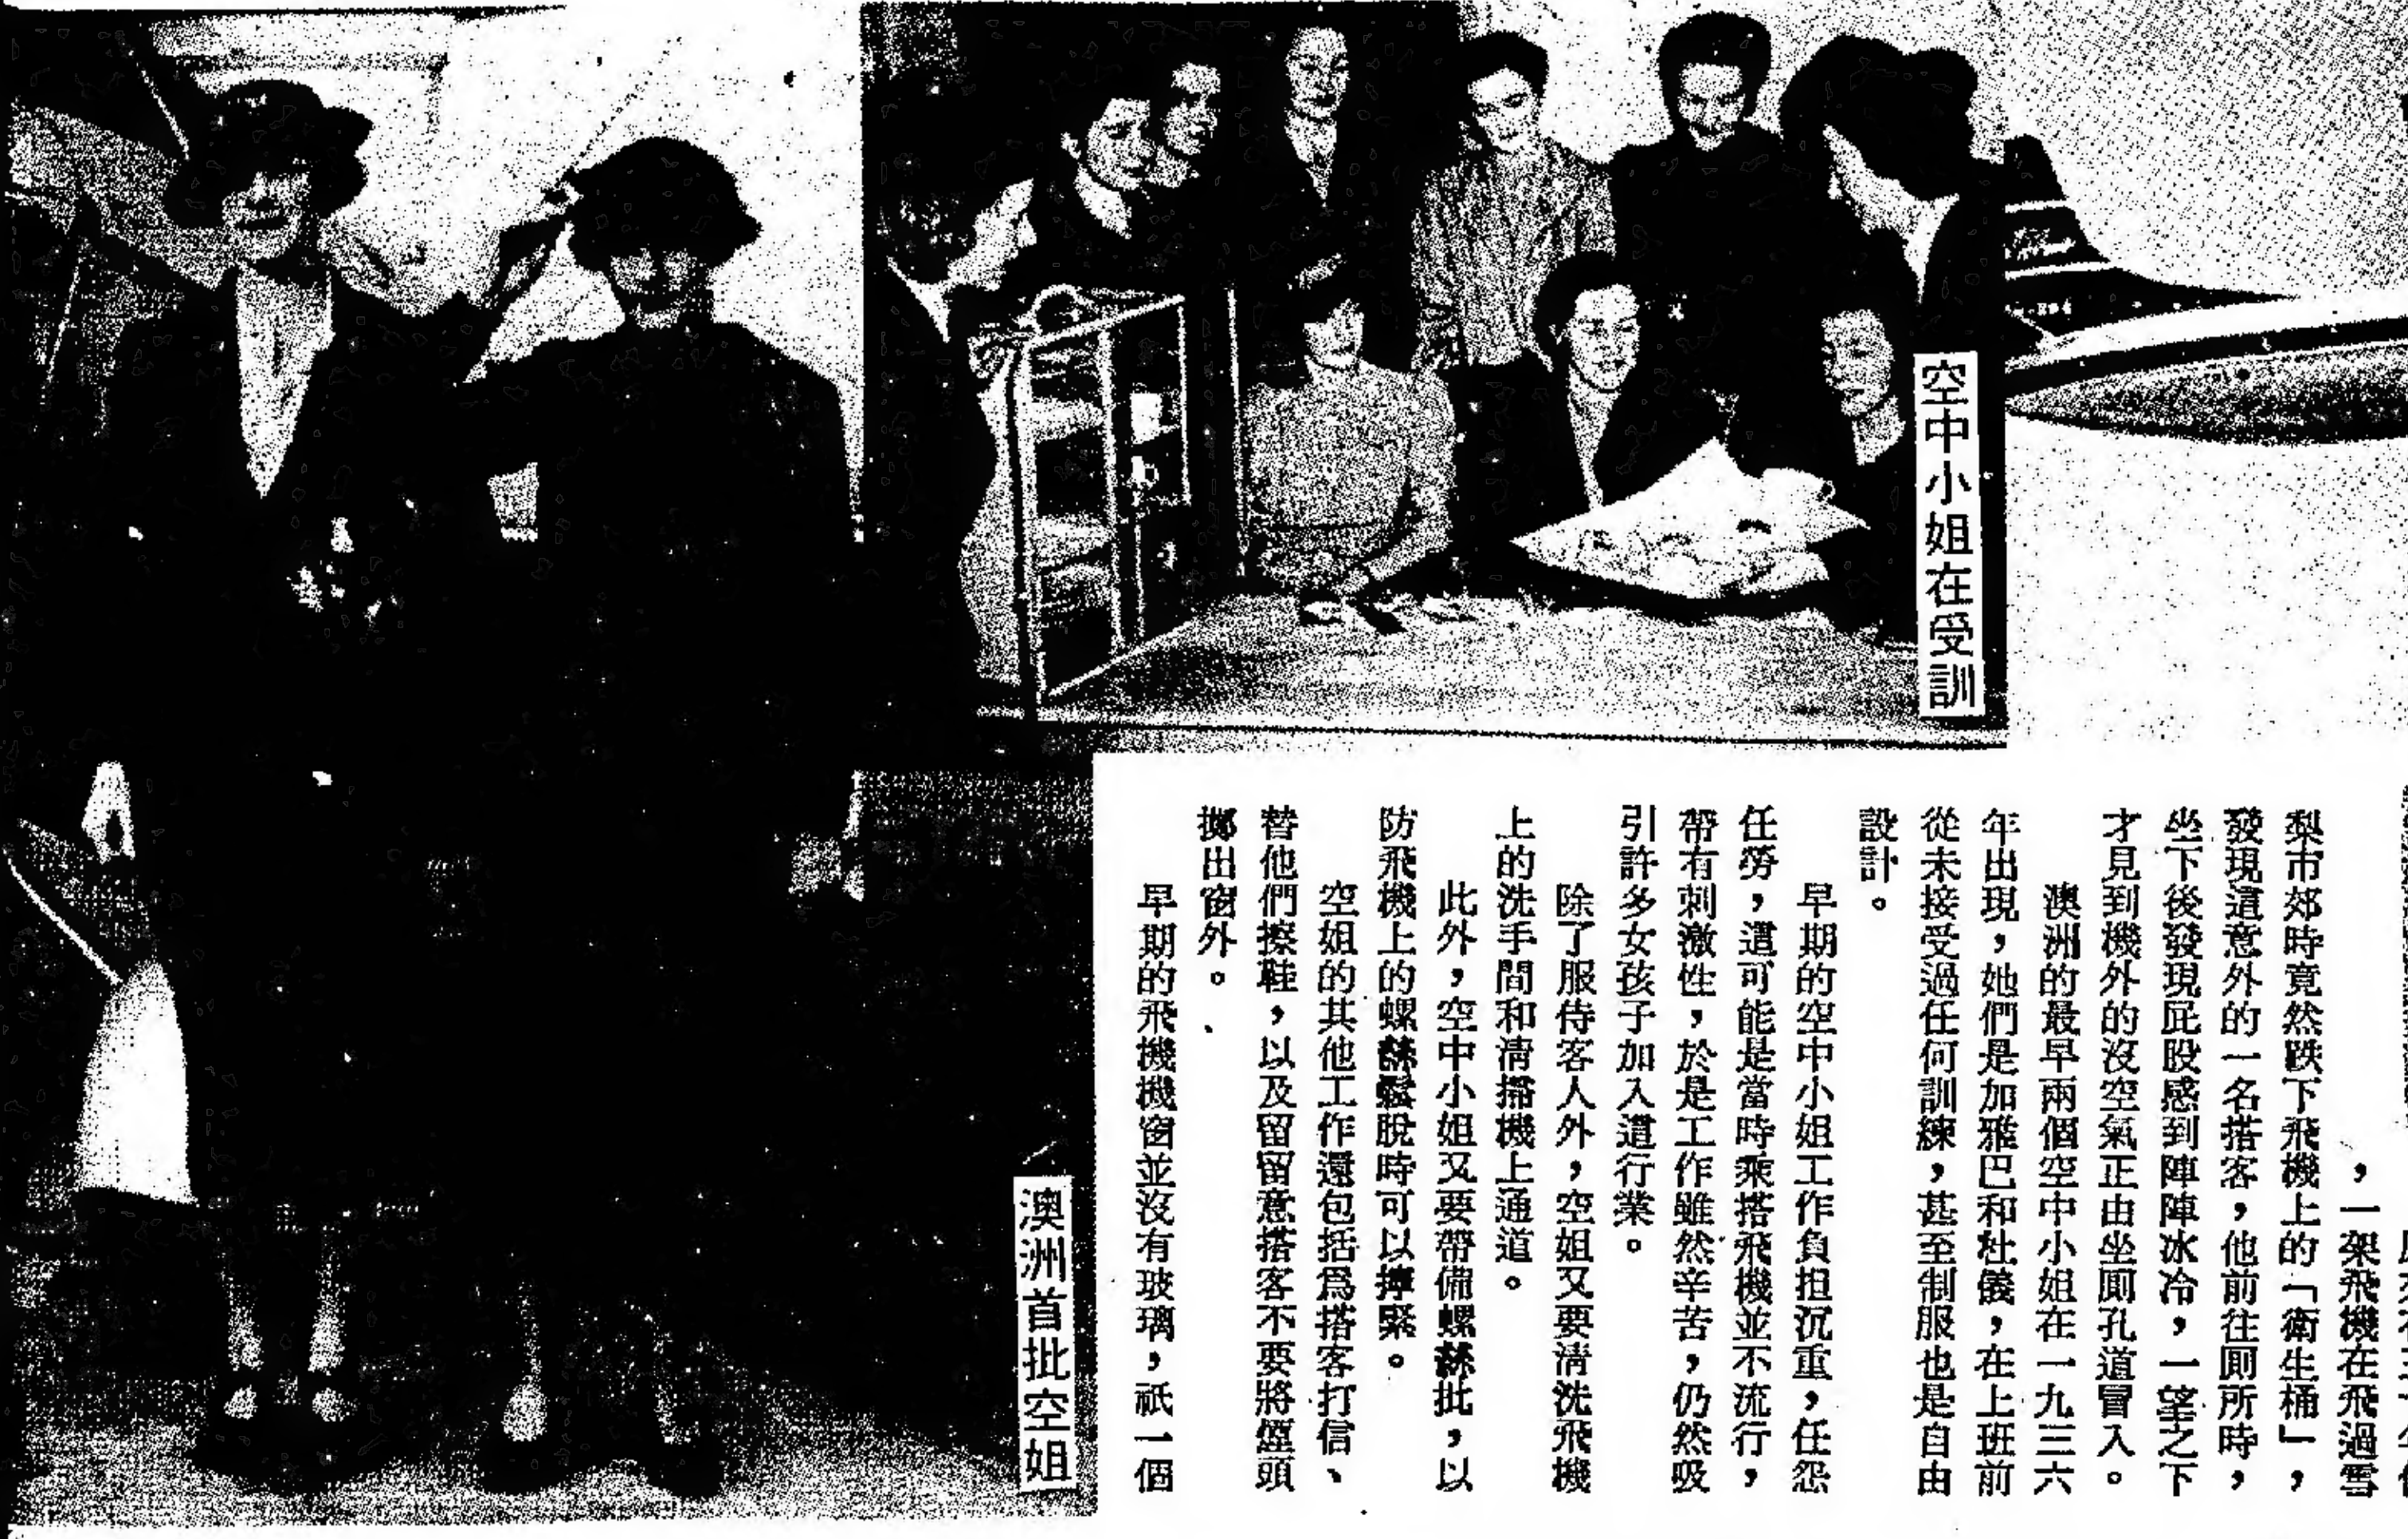 空中小姐在受訓
澳洲首批空姐
，一架飛機在飛過雪
梨市郊時竟然跌下飛機上的「衛生桶」，
發現這意外的一名搭客，他前往厠所時，
坐下後發現屁股感到陣陣冰冷，一望之下
才見到機外的沒空氣正由坐厠孔道冒入。
澳洲的最早兩個空中小姐在一九三六
年出現，她們是加雅巴和杜儀，在上班前
從未接受過任何訓練，甚至制服也是自由
設計。
早期的空中小姐工作負担沉重，任怨
任勞，這可能是當時乘搭飛機並不流行，
帶有刺激性，於是工作雖然辛苦，仍然吸
引許多女孩子加入這行業。
除了服侍客人外，空姐又要清洗飛機
上的洗手間和清掃機上通道。
此外，空中小姐又要帶備螺絲批，以
防飛機上的螺絲鬆脫時可以擰緊。
空姐的其他工作還包括爲搭客打信、
替他們擦鞋，以及留留意搭客不要將煙頭
擲出窗外。
早期的飛機機窗並沒有玻璃，祇一個